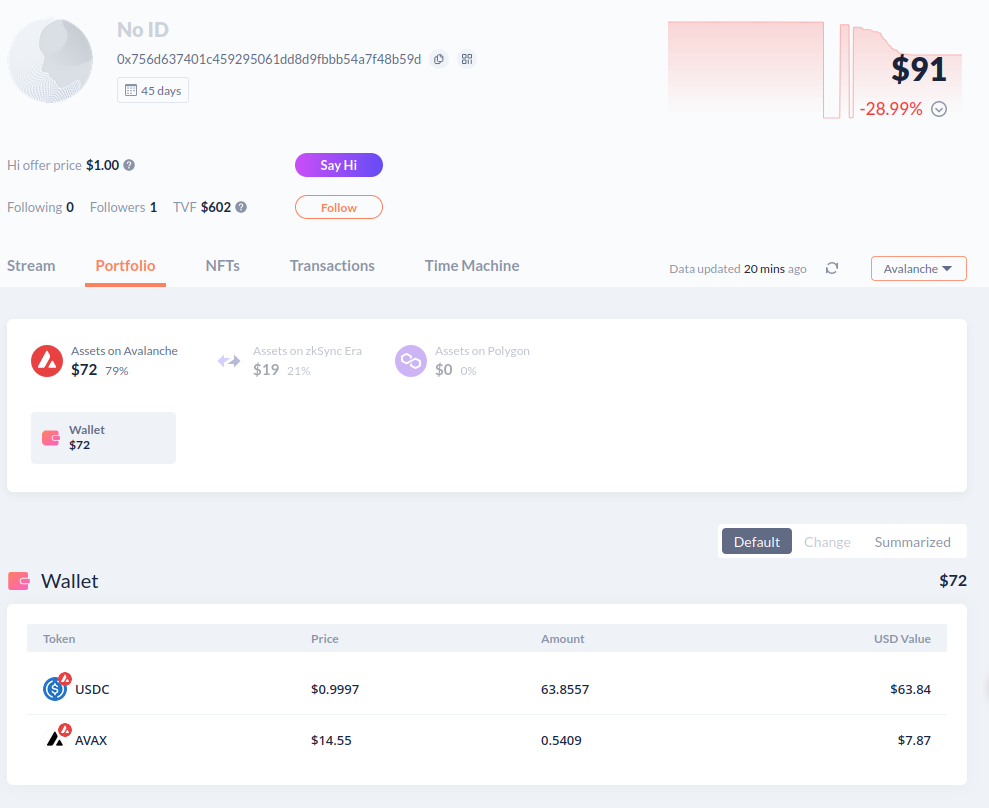 No ID
0x756d637401c459295061dd8d9fbbb54a7f48b59d
45 days
$91
-28.99%
Hi offer price $1.00
Say Hi
Following 0 Followers 1 TVF $602
Follow
Stream Portfolio NFTs Transactions Time Machine
Data updated 20 mins ago
Avalanche
Assets on Avalanche
$72 79%
Assets on zkSync Era
$19 21%
Assets on Polygon
$0 0%
Wallet
$72
Default Change Summarized
Wallet $72
Token Price Amount USD Value
USDC $0.9997 63.8557 $63.84
AVAX $14.55 0.5409 $7.87